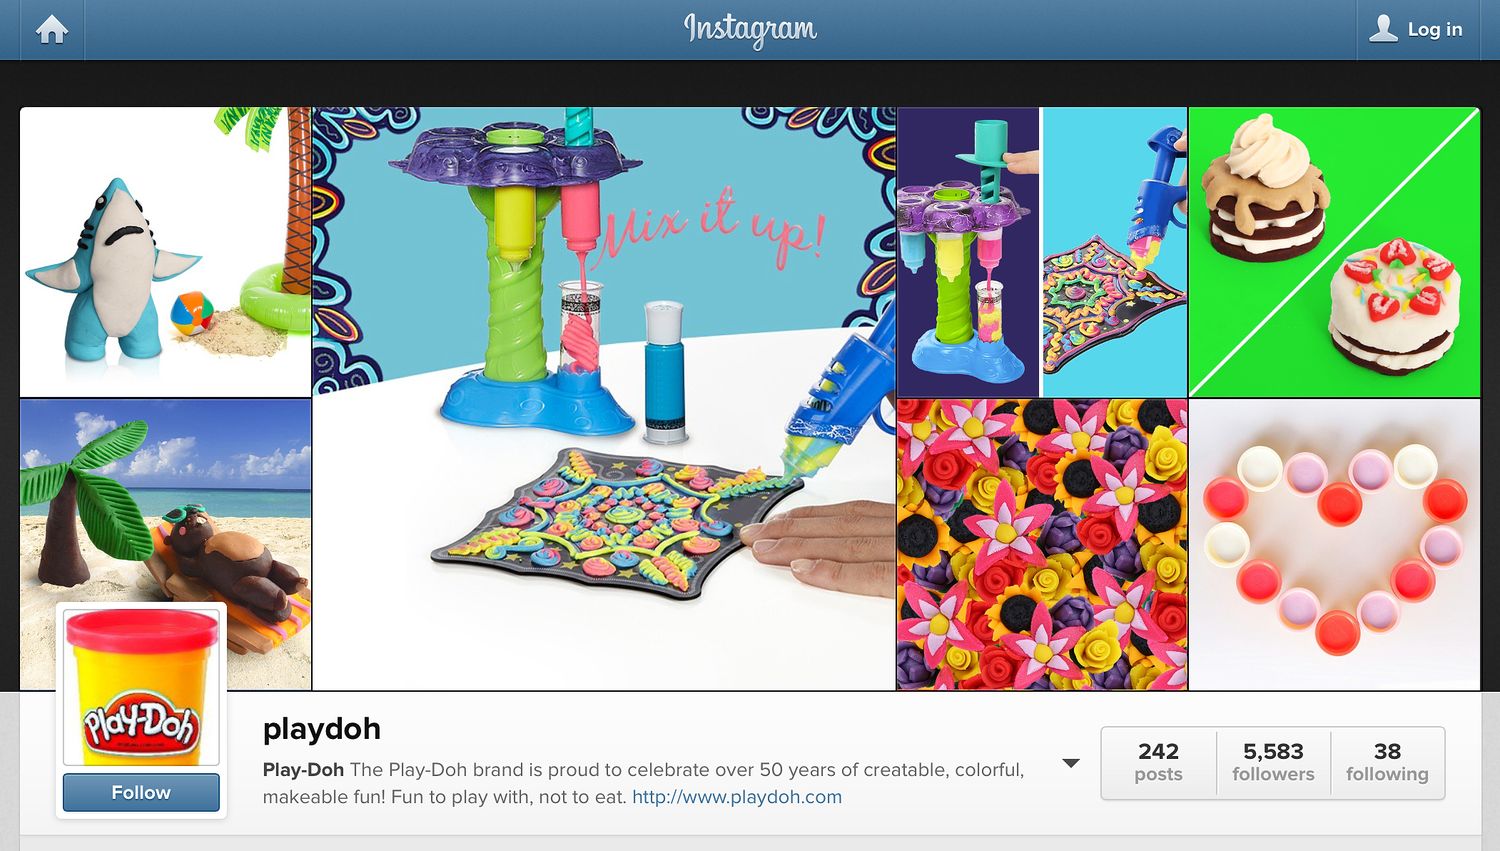 Instagram
Log in
Mix it up!
Play-Doh
playdoh
Play-Doh The Play-Doh brand is proud to celebrate over 50 years of creatable, colorful,
makeable fun! Fun to play with, not to eat. http://www.playdoh.com
242
posts
5,583
followers
38
following
Follow